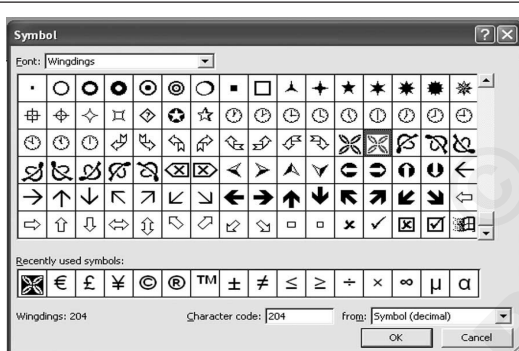 Symbol
Font: Wingdings
Recently used symbols:
€ £ ¥ © ® ™ ± ≠ ≤ ≥ ÷ × ∞ µ α
Wingdings: 204 Character code: 204 from: Symbol (decimal)
OK Cancel